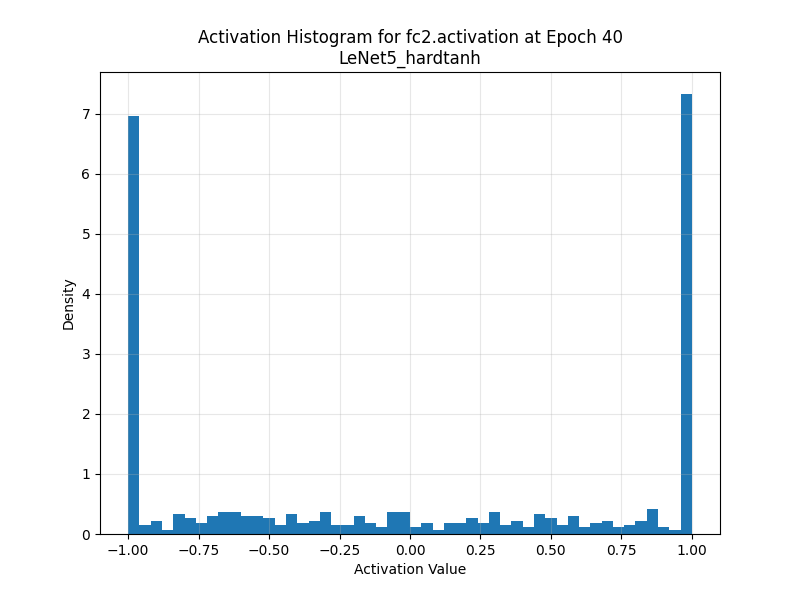 Activation Histogram for fc2.activation at Epoch 40
LeNet5_hardtanh
7
6
5
4
3
2
1
0
Density
−1.00 −0.75 −0.50 −0.25 0.00 0.25 0.50 0.75 1.00
Activation Value